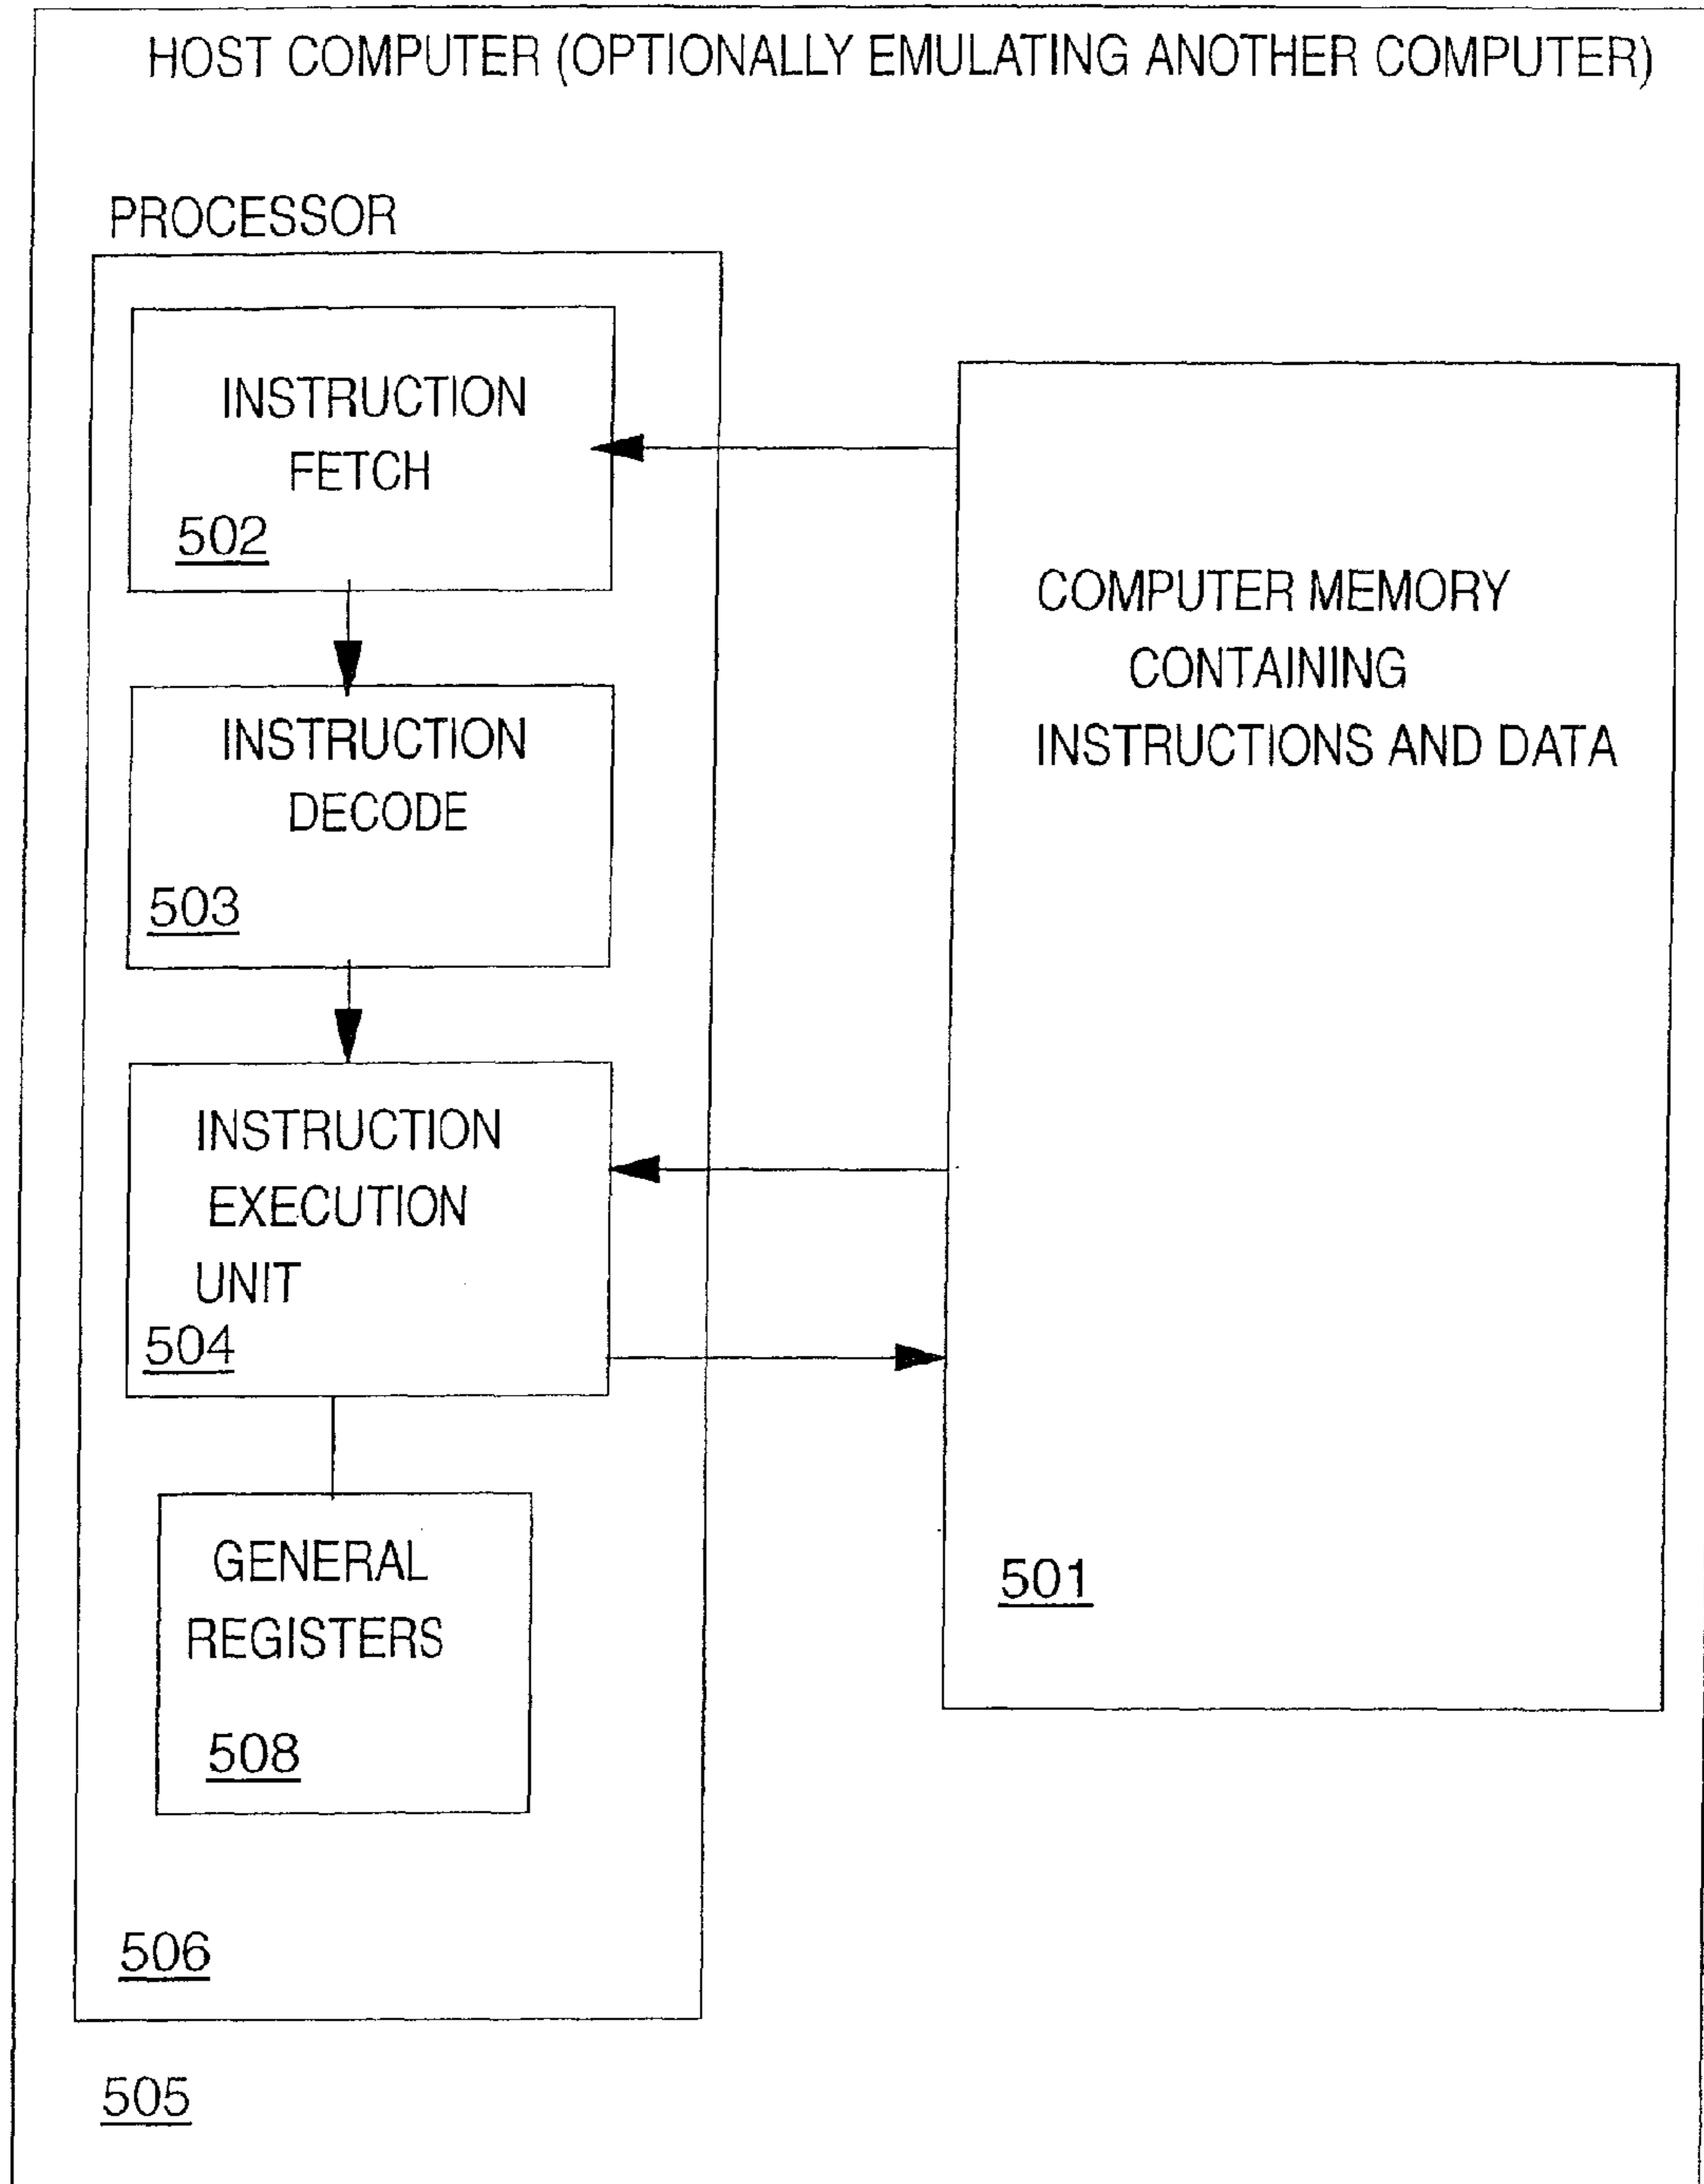 HOST COMPUTER (OPTIONALLY EMULATING ANOTHER COMPUTER)
PROCESSOR
INSTRUCTION
FETCH
502
INSTRUCTION
DECODE
503
INSTRUCTION
EXECUTION
UNIT
504
GENERAL
REGISTERS
508
506
505
COMPUTER MEMORY
CONTAINING
INSTRUCTIONS AND DATA
501